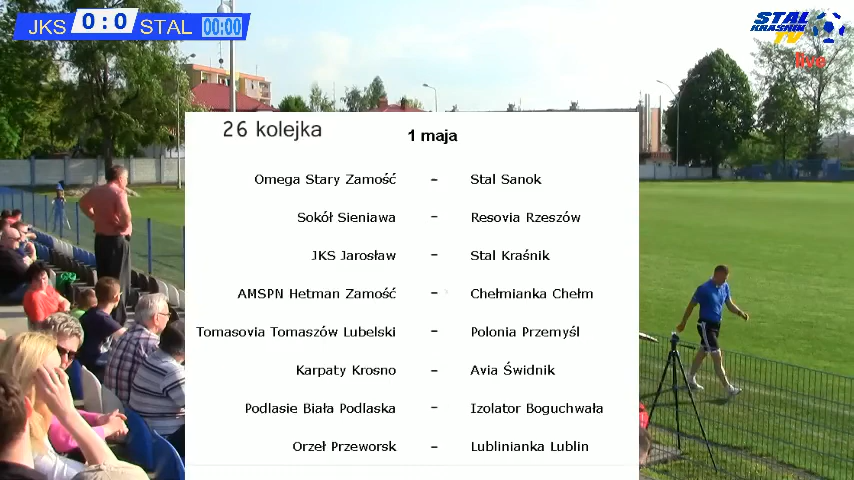 JKS 0 : 0 STAL 00:00
STAL
KRAŚNIK
TV
live
26 kolejka 1 maja
Omega Stary Zamość - Stal Sanok
Sokół Sieniawa - Resovia Rzeszów
JKS Jarosław - Stal Kraśnik
AMSPN Hetman Zamość - Chełmianka Chełm
Tomasovia Tomaszów Lubelski - Polonia Przemyśl
Karpaty Krosno - Avia Świdnik
Podlasie Biała Podlaska - Izolator Boguchwała
Orzeł Przeworsk - Lublinianka Lublin